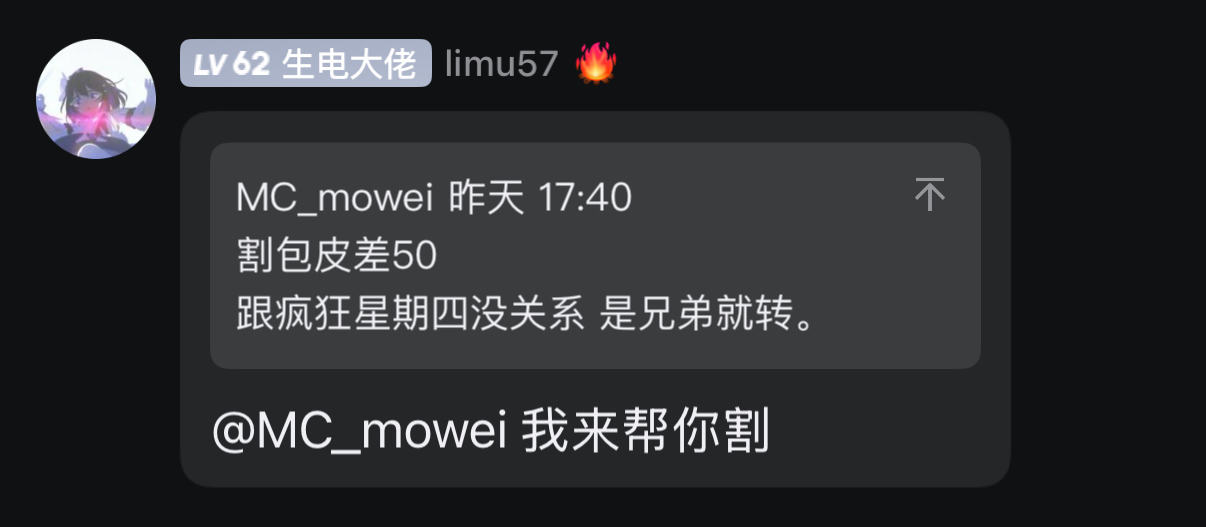 LV 62 生电大佬 limu57 🔥
MC_mowei 昨天 17:40
割包皮差50
跟疯狂星期四没关系 是兄弟就转。
@MC_mowei 我来帮你割